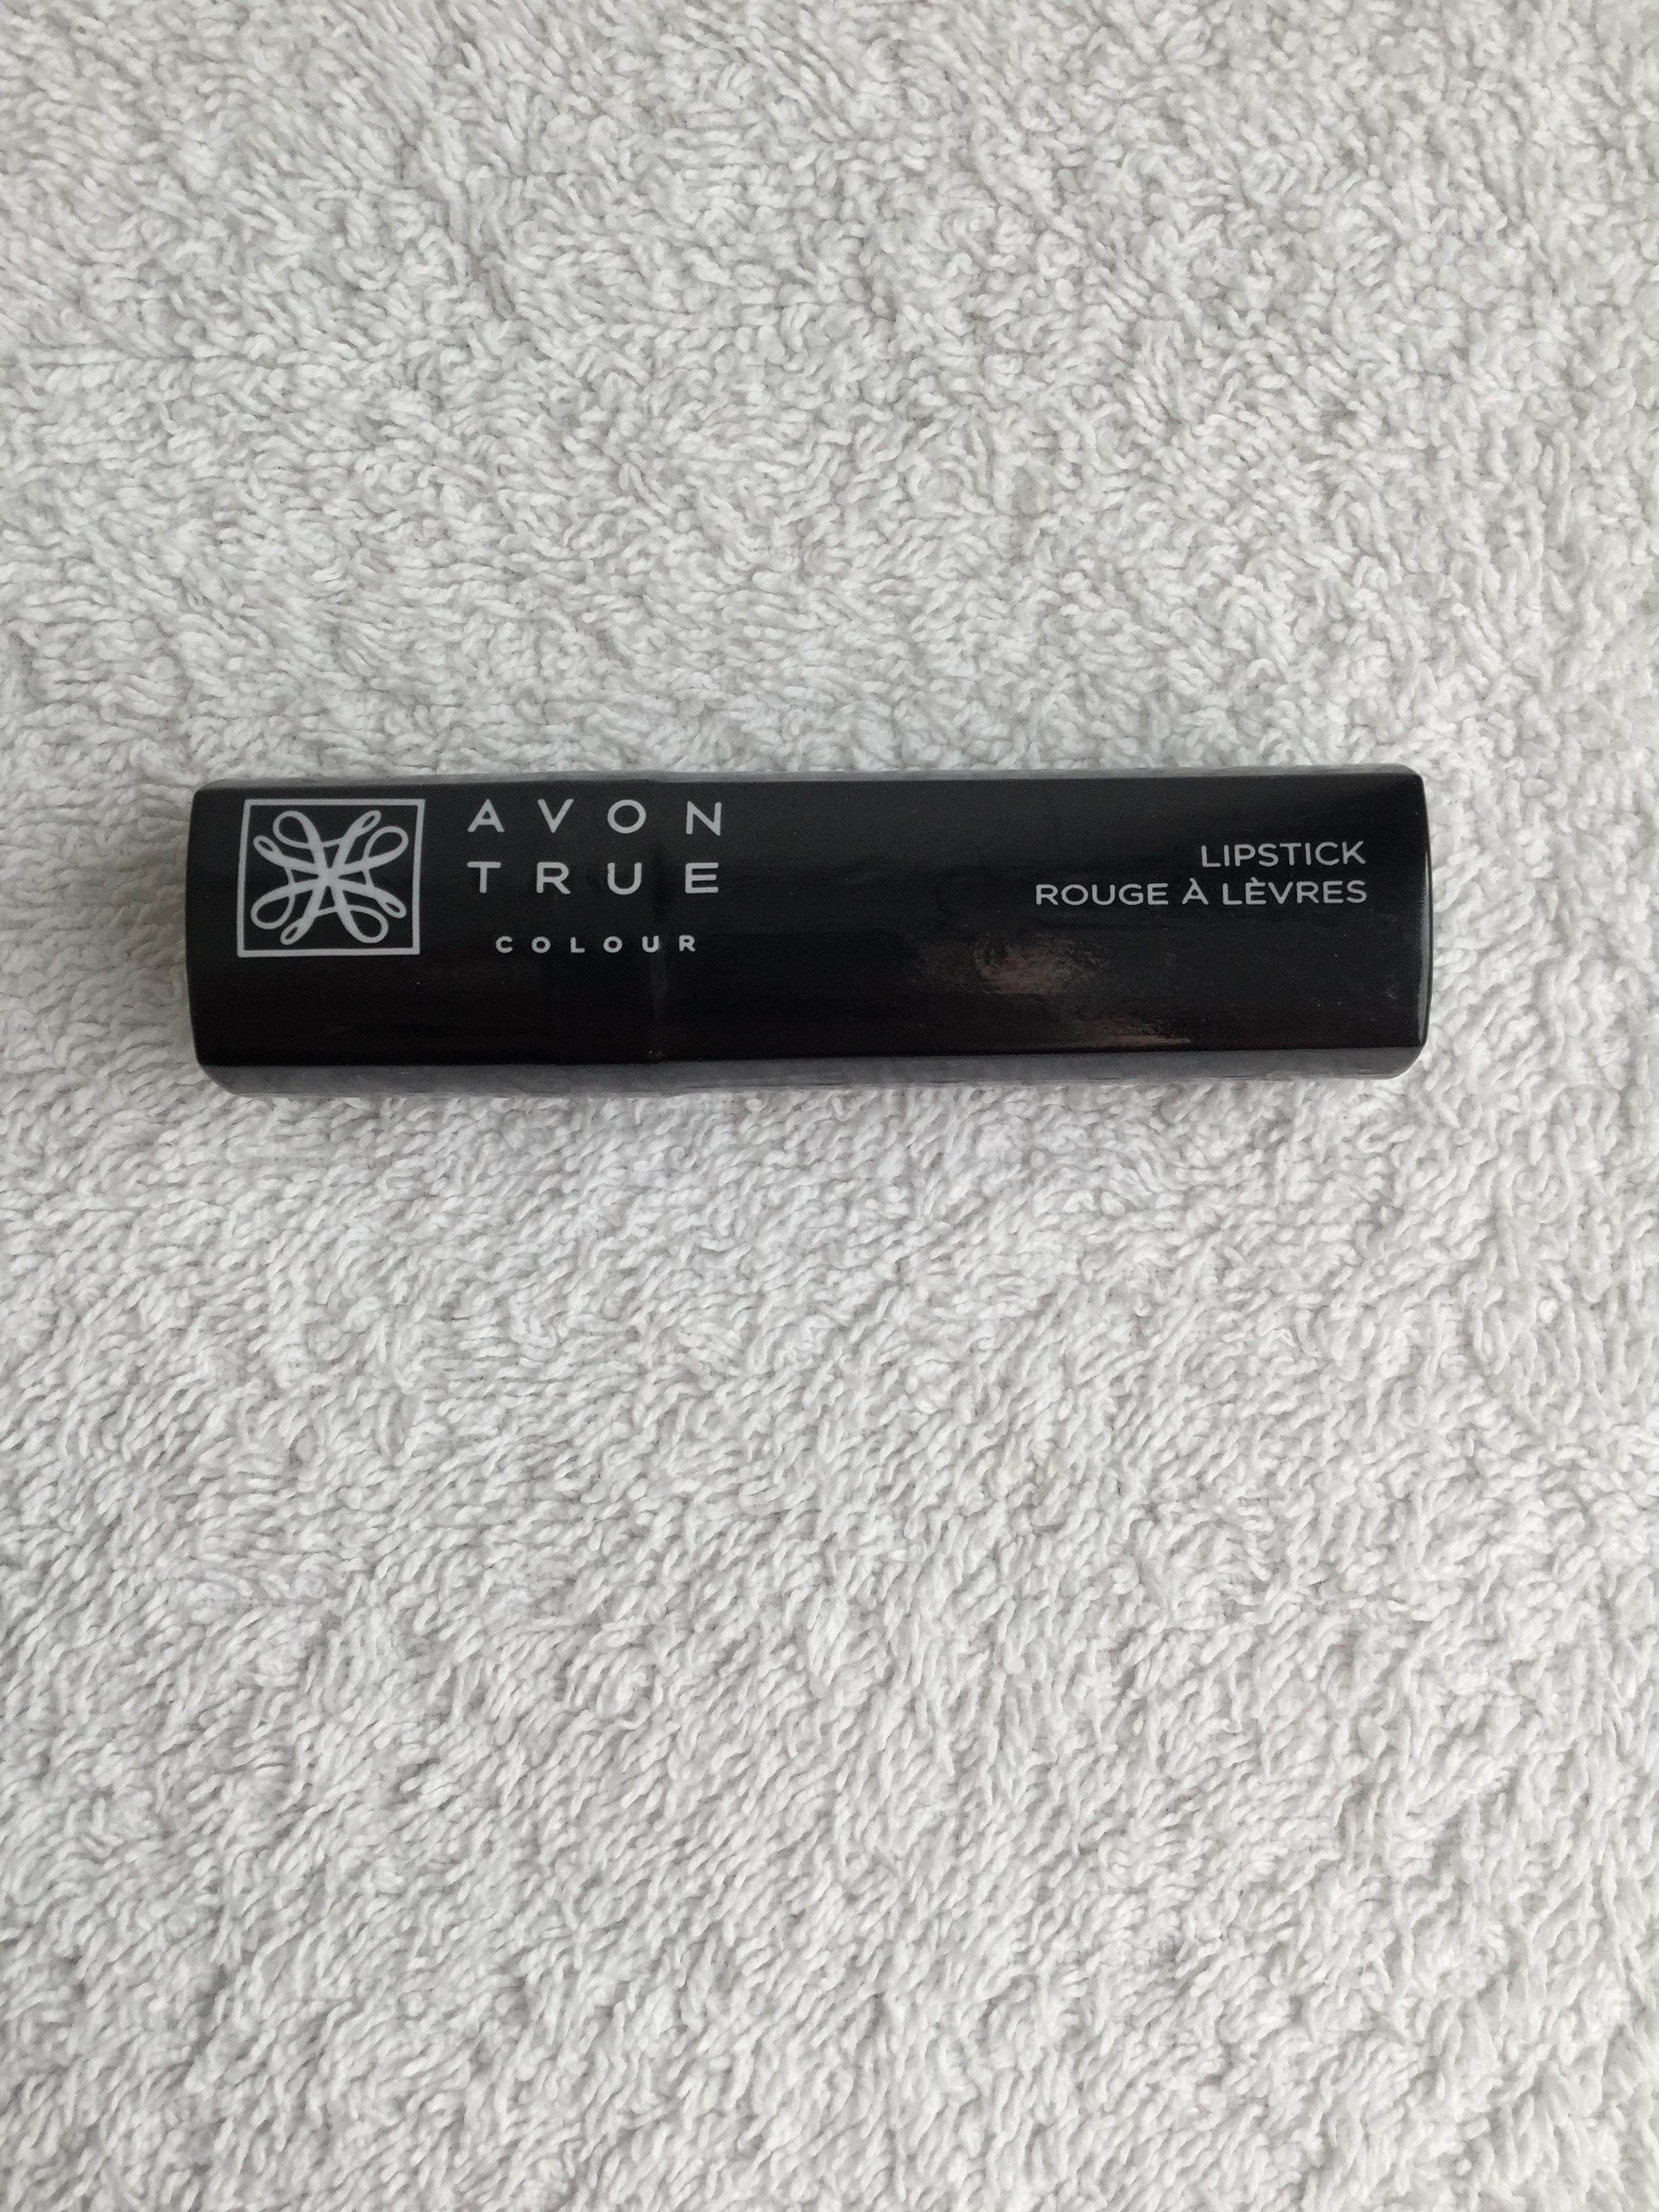 AVON
TRUE
COLOUR
LIPSTICK
ROUGE À LÈVRES